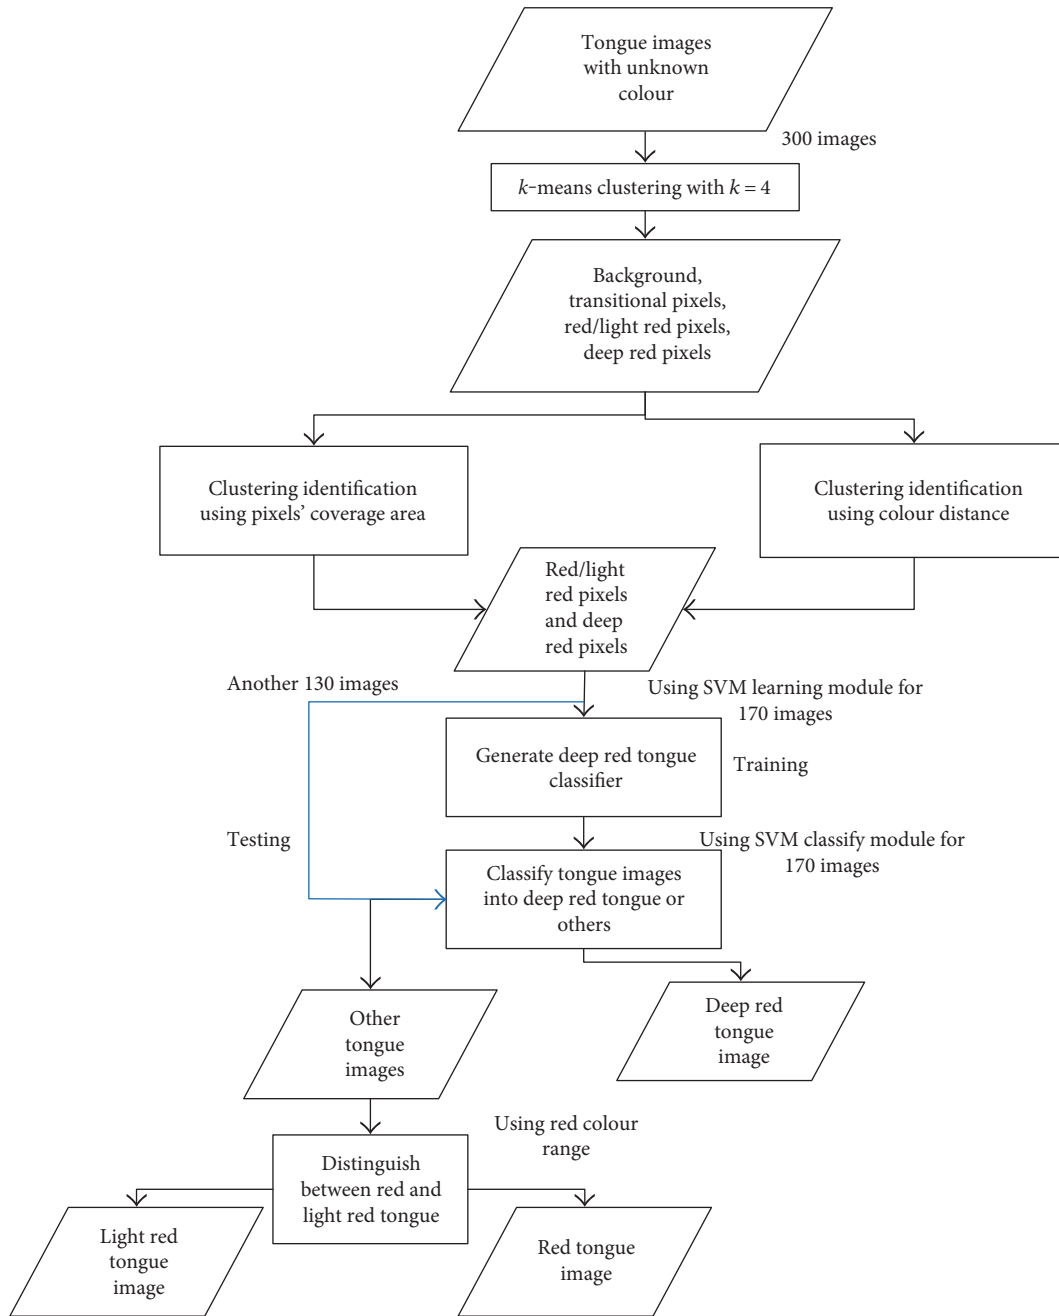 Tongue images
with unknown
colour
300 images
k-means clustering with k = 4
Background,
transitional pixels,
red/light red pixels,
deep red pixels
Clustering identification
using pixels’ coverage area
Clustering identification
using colour distance
Red/light
red pixels
and deep
red pixels
Another 130 images
Using SVM learning module for
170 images
Generate deep red tongue
classifier
Training
Testing
Using SVM classify module for
170 images
Classify tongue images
into deep red tongue or
others
Other
tongue
images
Deep red
tongue
image
Using red colour
range
Distinguish
between red and
light red tongue
Light red
tongue
image
Red tongue
image